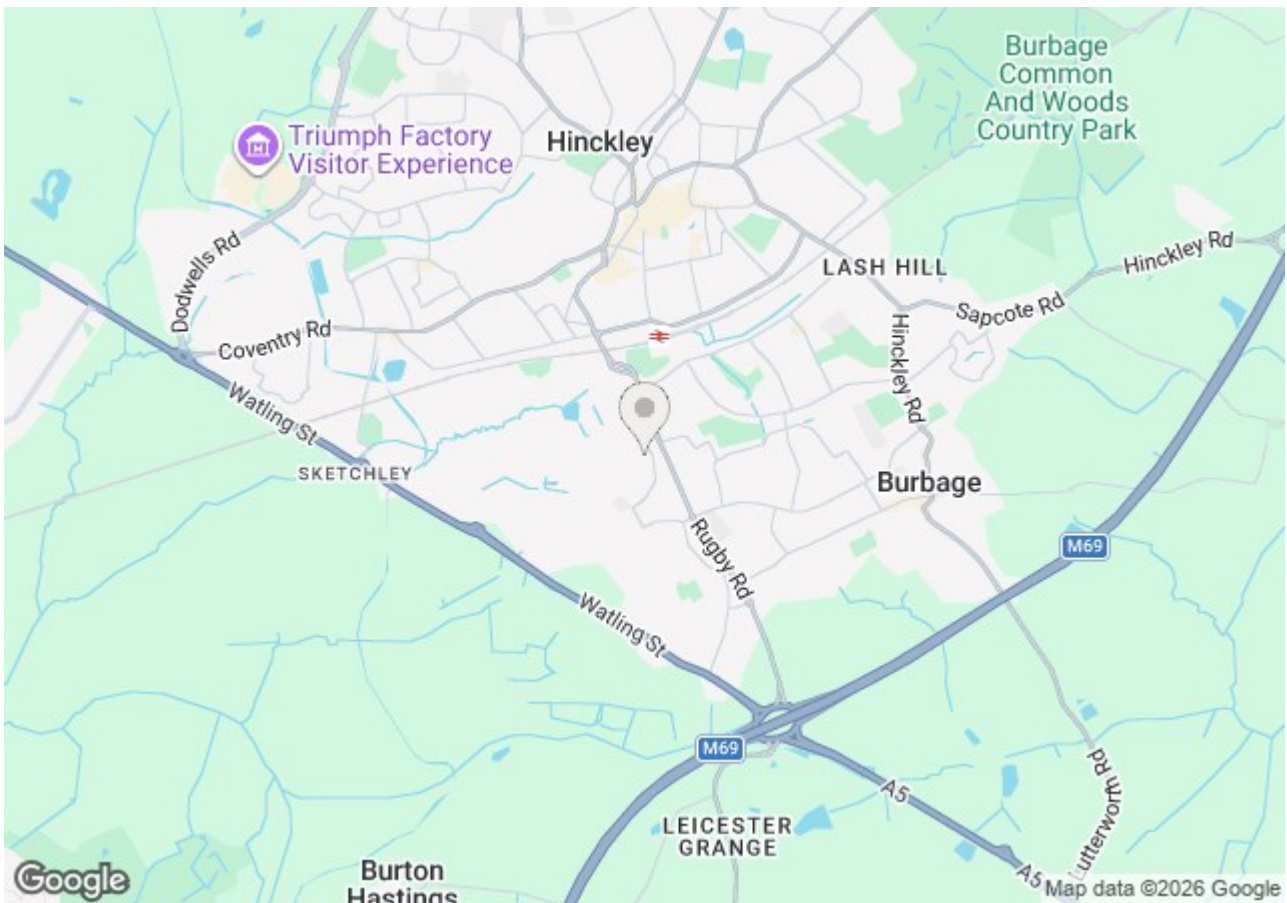 Burbage
Common
And Woods
Country Park
Triumph Factory
Visitor Experience
Hinckley
Dodwells Rd
LASH HILL
Hinckley Rd
Sapcote Rd
Coventry Rd
Hinckley Rd
Watling St
SKETCHLEY
Burbage
Rugby Rd
M69
Watling St
M69
A5
Lutterworth Rd
LEICESTER
GRANGE
Burton
Hastings
A5
Google
Map data ©2026 Google